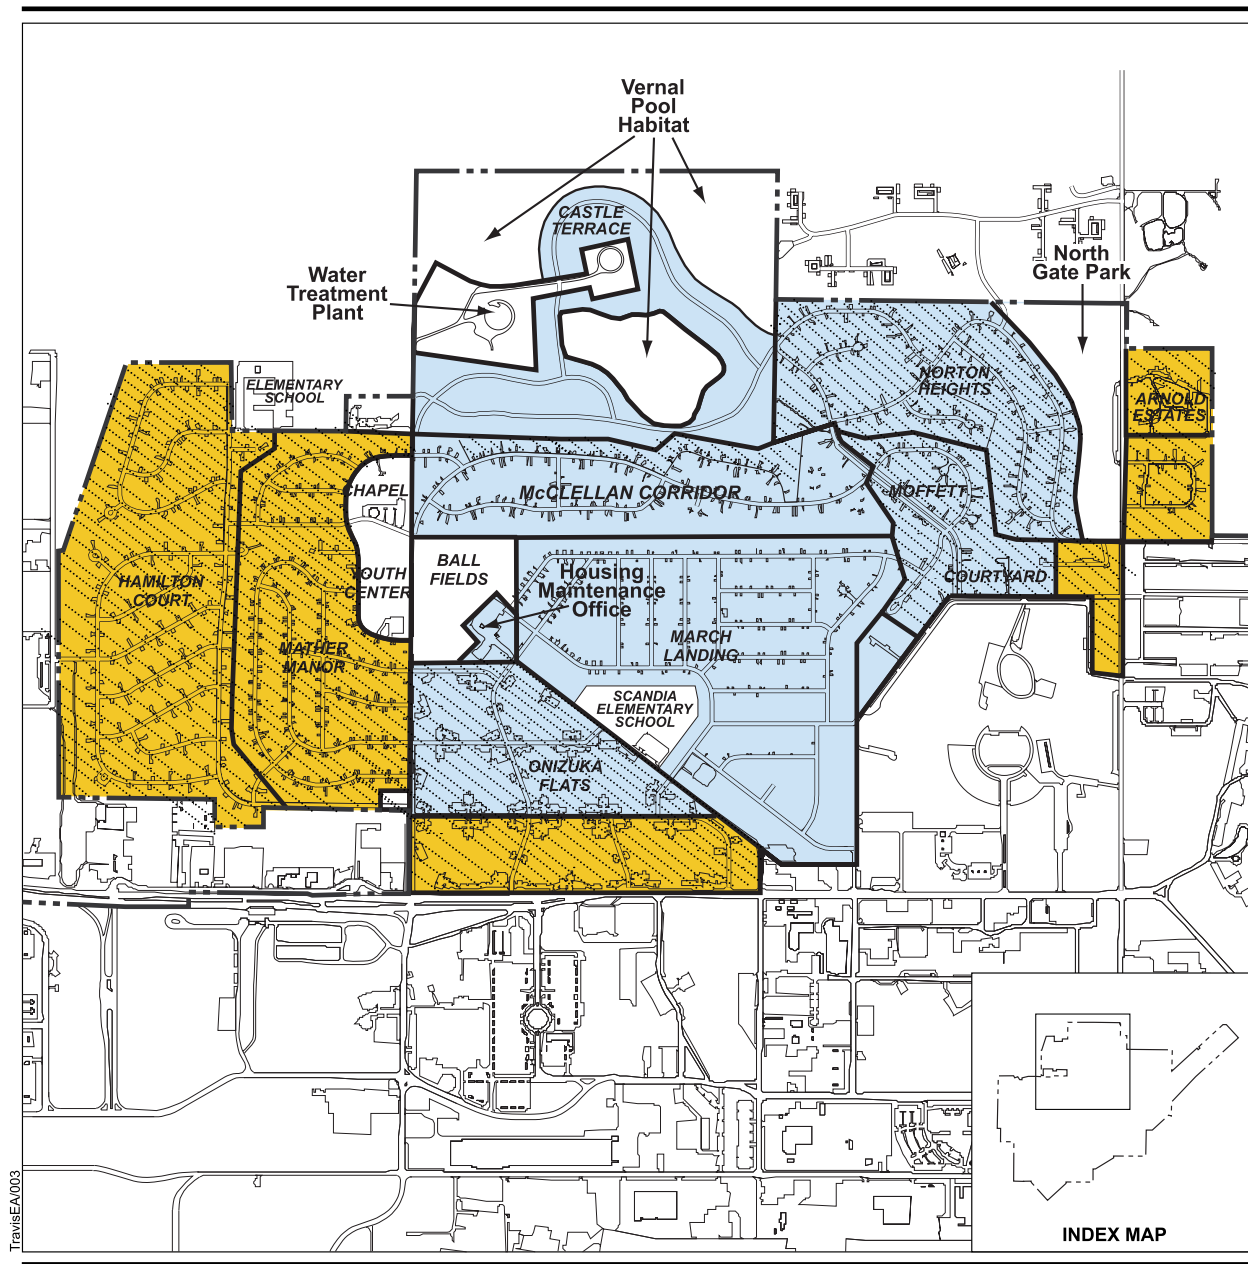 Vernal
Pool
Habitat
CASTLE
TERRACE
Water
Treatment
Plant
North
Gate Park
ELEMENTARY
SCHOOL
NORTON
HEIGHTS
ARNOLD
ESTATES
CHAPEL
McCLELLAN CORRIDOR
MOFFETT
HAMILTON
COURT
YOUTH
CENTER
BALL
FIELDS
Housing
Mamtenance
Office
COURTYARD
MATHER
MANOR
MARCH
LANDING
SCANDIA
ELEMENTARY
SCHOOL
ONIZUKA
FLATS
TravisEA/003
INDEX MAP